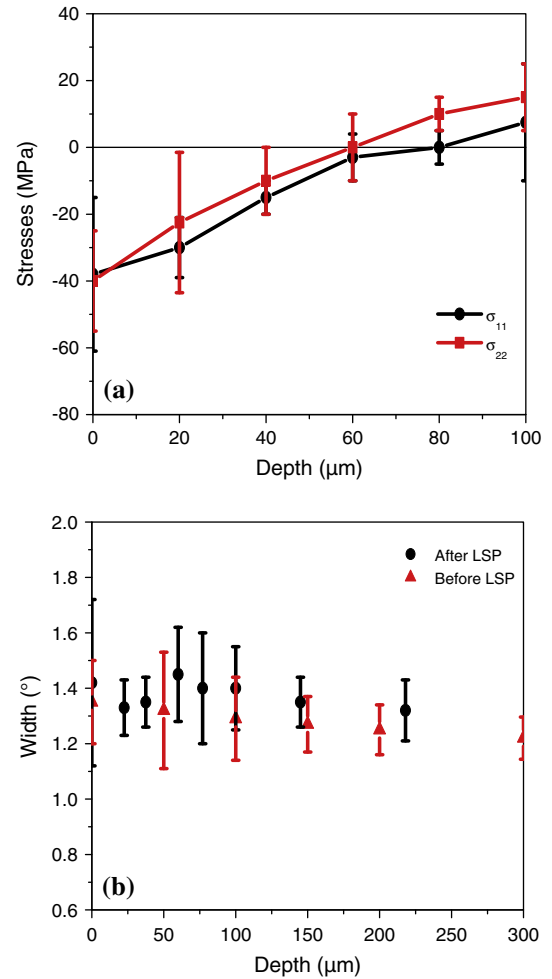 40
20
0
-20
-40
-60
-80
Stresses (MPa)
(a)
σ11
σ22
0 20 40 60 80 100
Depth (µm)
2.0
1.8
1.6
1.4
1.2
1.0
0.8
0.6
Width (°)
After LSP
Before LSP
(b)
0 50 100 150 200 250 300
Depth (µm)